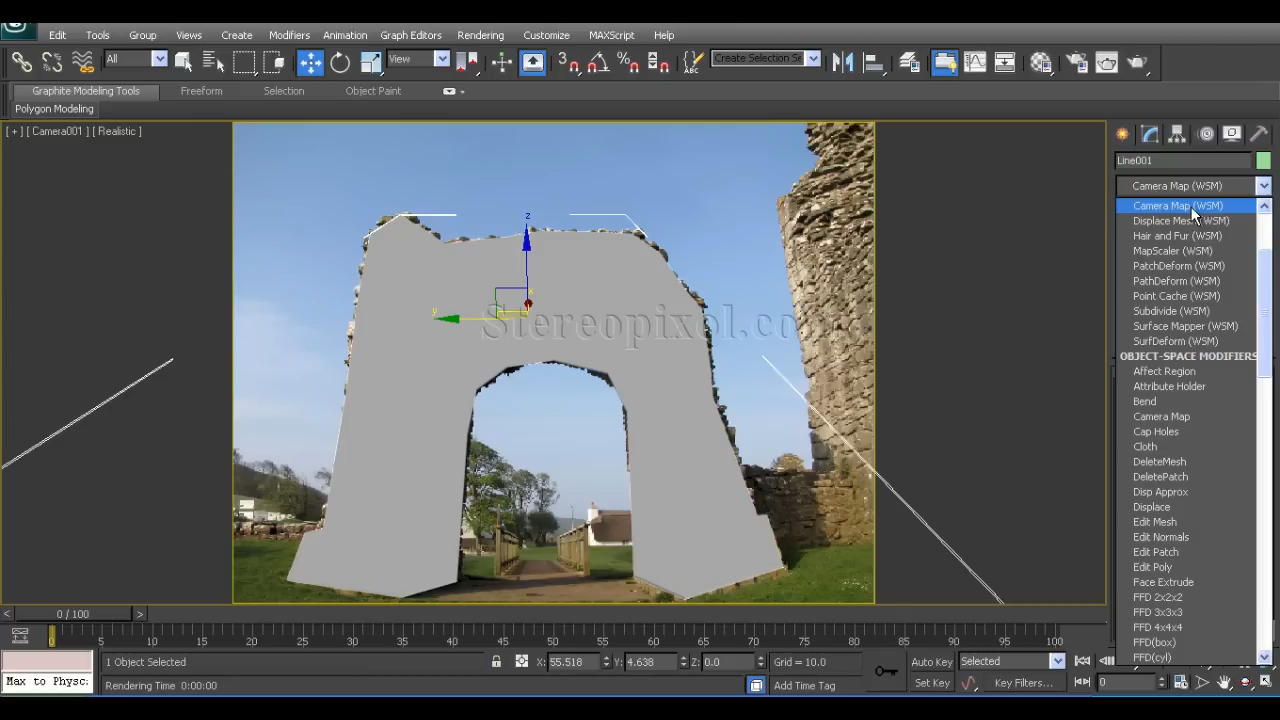 Edit Tools Group Views Create Modifiers Animation Graph Editors Rendering Customize MAXScript Help
All View Create Selection Se
Graphite Modeling Tools Freeform Selection Object Paint
Polygon Modeling
[ + ] [ Camera001 ] [ Realistic ]
Line001
Camera Map (WSM)
Camera Map (WSM)
Displace Mesh (WSM)
Hair and Fur (WSM)
MapScaler (WSM)
PatchDeform (WSM)
PathDeform (WSM)
Point Cache (WSM)
Subdivide (WSM)
Surface Mapper (WSM)
SurfDeform (WSM)
OBJECT-SPACE MODIFIERS
Affect Region
Attribute Holder
Bend
Camera Map
Cap Holes
Cloth
DeleteMesh
DeletePatch
Disp Approx
Displace
Edit Mesh
Edit Normals
Edit Patch
Edit Poly
Face Extrude
FFD 2x2x2
FFD 3x3x3
FFD 4x4x4
FFD(box)
FFD(cyl)
z
x
y
Stereopixel.com
< 0 / 100 >
0 5 10 15 20 25 30 35 40 45 50 55 60 65 70 75 80 85 90 95 100
1 Object Selected X: 55.518 Y: 4.638 Z: 0.0 Grid = 10.0 Auto Key Selected
Max to Physc: Rendering Time 0:00:00 Add Time Tag Set Key Key Filters... 0